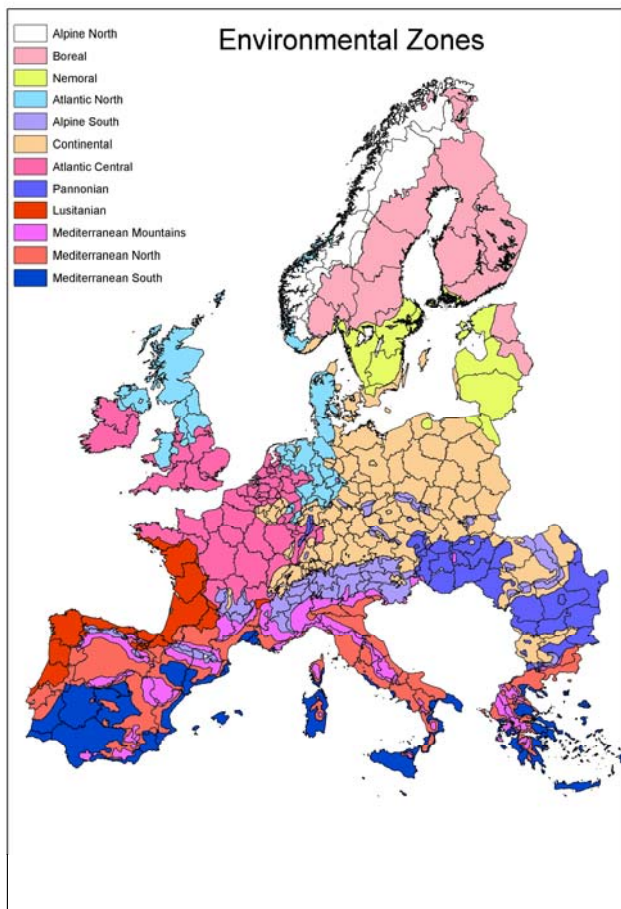 Environmental Zones
Alpine North
Boreal
Nemoral
Atlantic North
Alpine South
Continental
Atlantic Central
Pannonian
Lusitanian
Mediterranean Mountains
Mediterranean North
Mediterranean South